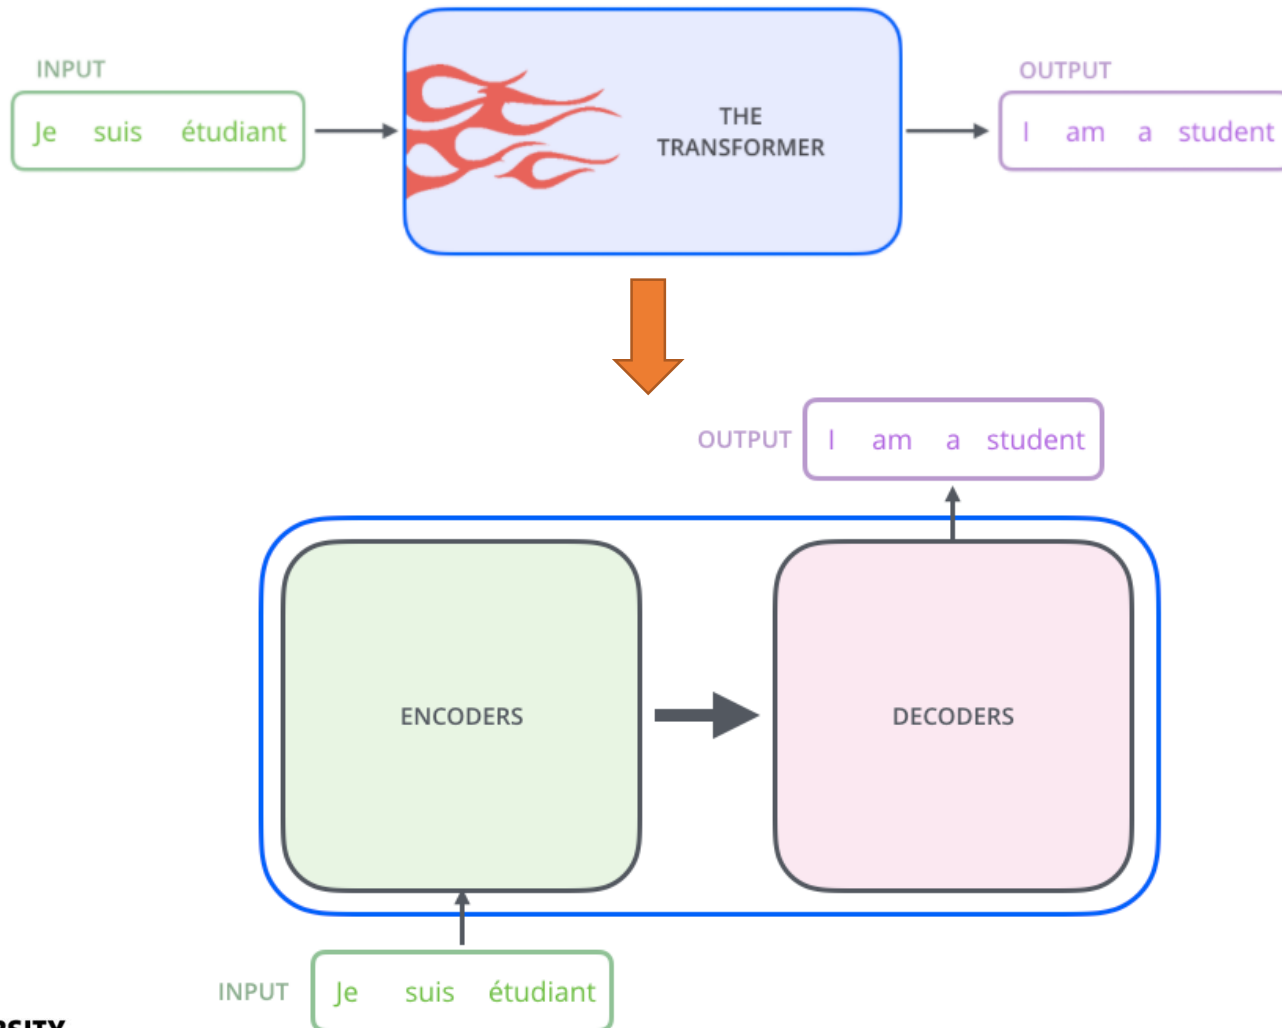 INPUT
Je suis étudiant
THE
TRANSFORMER
OUTPUT
I am a student
OUTPUT I am a student
ENCODERS
DECODERS
INPUT Je suis étudiant